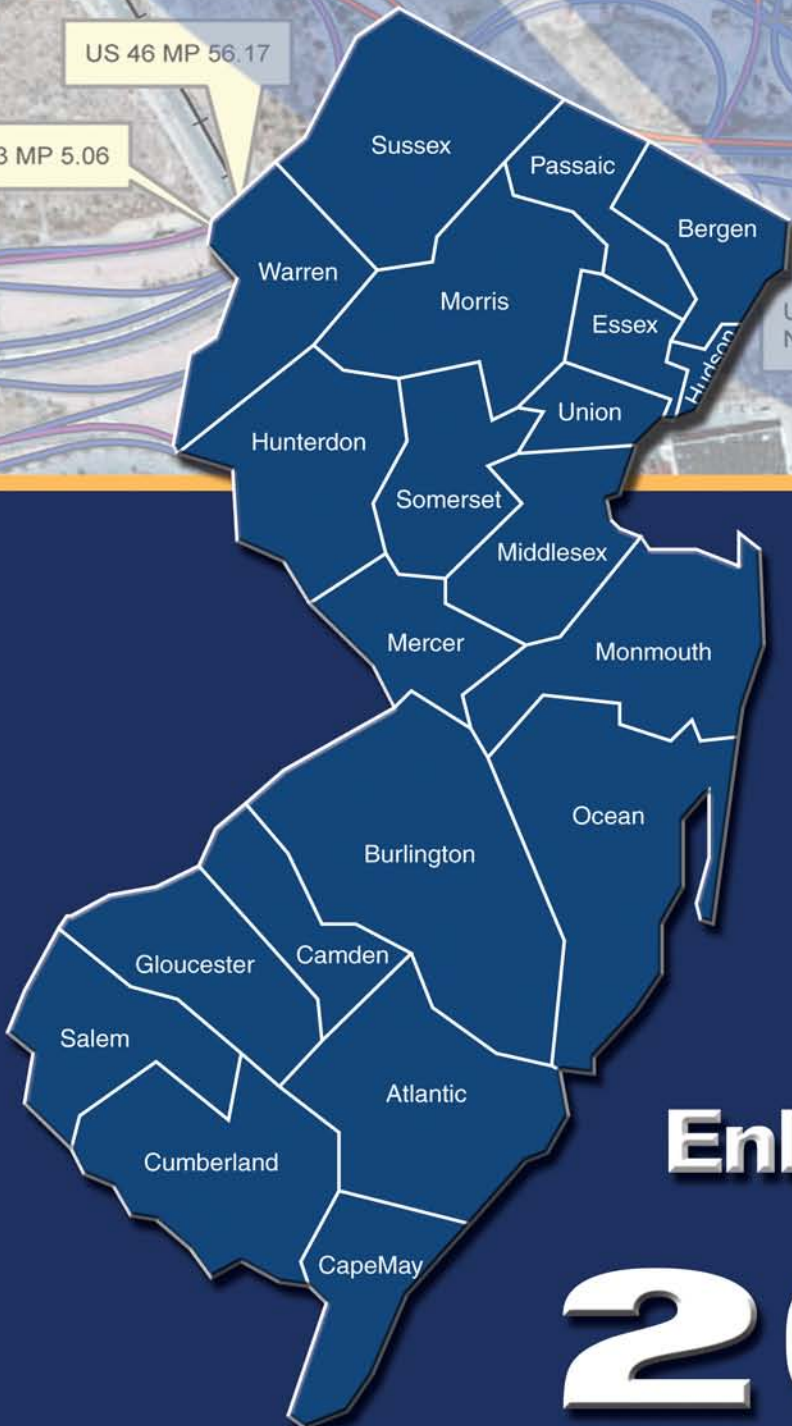 US 46 MP 56.17
3 MP 5.06
Sussex
Passaic
Bergen
Warren
Morris
Essex
Hudson
Union
Hunterdon
Somerset
Middlesex
Mercer
Monmouth
Ocean
Burlington
Camden
Gloucester
Salem
Atlantic
Cumberland
CapeMay